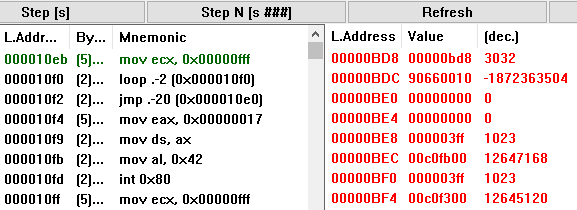 Step [s] Step N [s ###] Refresh
L.Addr... By... Mnemonic L.Address Value (dec.)
000010eb (5)... mov ecx, 0x00000fff 00000BD8 00000bd8 3032
000010f0 (2)... loop .-2 (0x000010f0) 00000BDC 90660010 -1872363504
000010f2 (2)... jmp .-20 (0x000010e0) 00000BE0 00000000 0
000010f4 (5)... mov eax, 0x00000017 00000BE4 00000000 0
000010f9 (2)... mov ds, ax 00000BE8 000003ff 1023
000010fb (2)... mov al, 0x42 00000BEC 00c0fb00 12647168
000010fd (2)... int 0x80 00000BF0 000003ff 1023
000010ff (5)... mov ecx, 0x00000fff 00000BF4 00c0f300 12645120